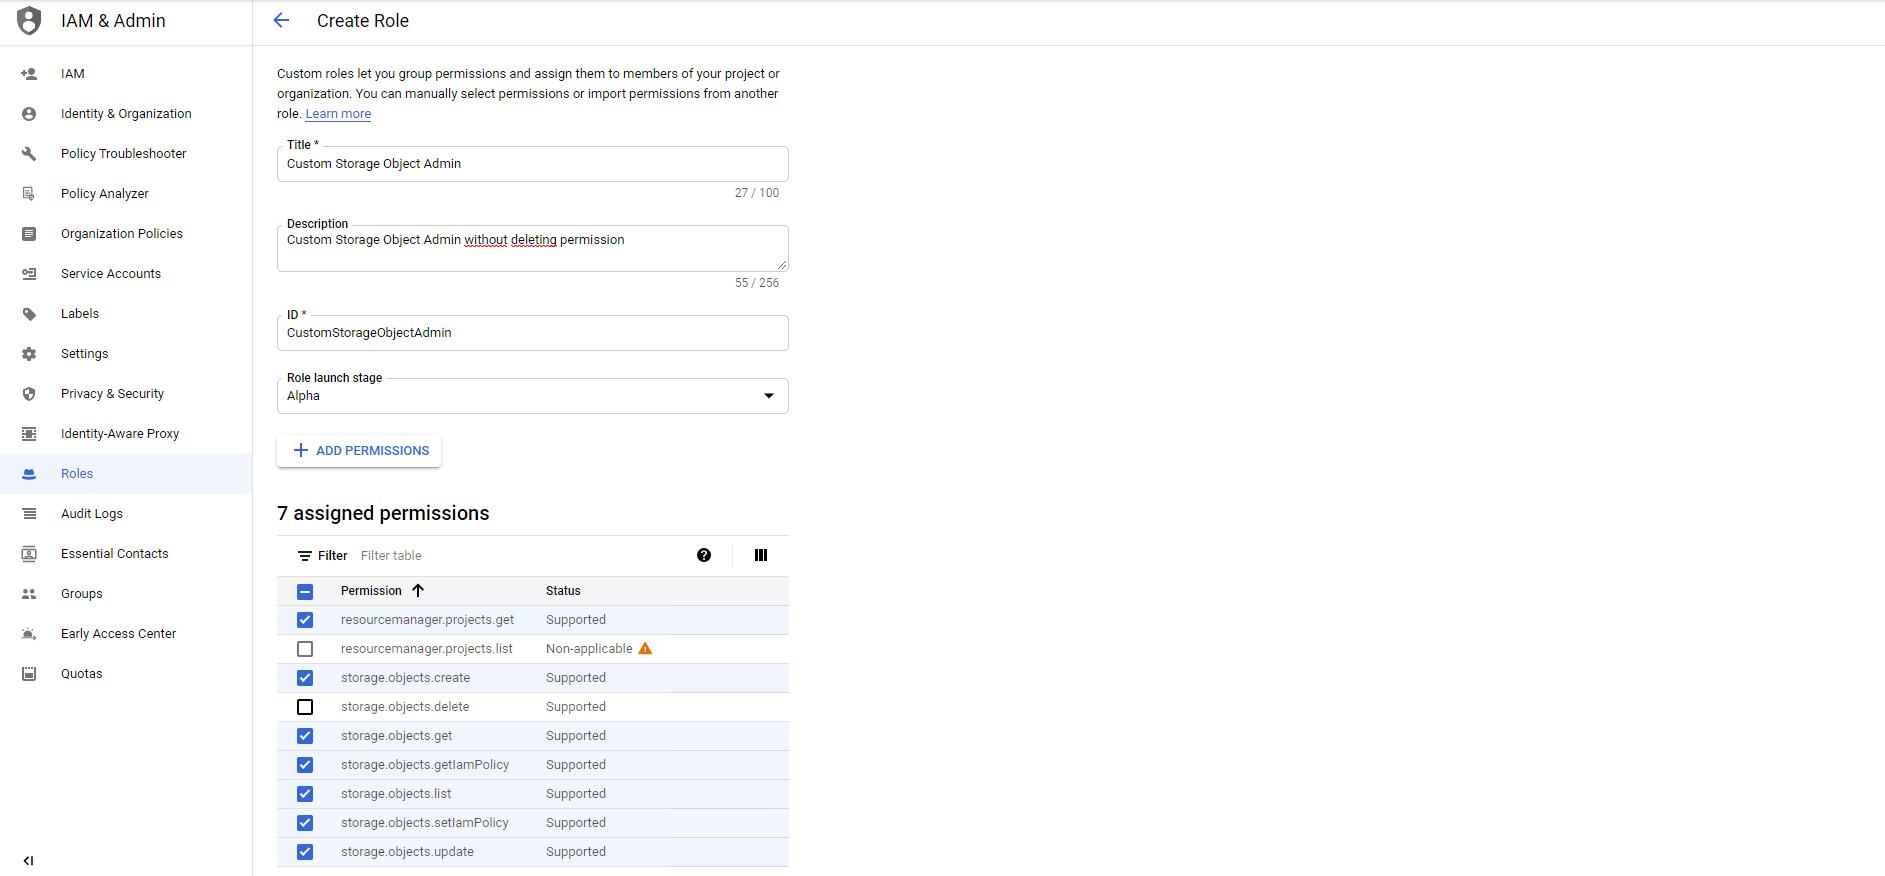 IAM & Admin
Create Role
IAM
Identity & Organization
Policy Troubleshooter
Policy Analyzer
Organization Policies
Service Accounts
Labels
Settings
Privacy & Security
Identity-Aware Proxy
Roles
Audit Logs
Essential Contacts
Groups
Early Access Center
Quotas
Custom roles let you group permissions and assign them to members of your project or
organization. You can manually select permissions or import permissions from another
role. Learn more
Title *
Custom Storage Object Admin
27 / 100
Description
Custom Storage Object Admin without deleting permission
55 / 256
ID *
CustomStorageObjectAdmin
Role launch stage
Alpha
ADD PERMISSIONS
7 assigned permissions
Filter Filter table
Permission Status
resourcemanager.projects.get Supported
resourcemanager.projects.list Non-applicable
storage.objects.create Supported
storage.objects.delete Supported
storage.objects.get Supported
storage.objects.getIamPolicy Supported
storage.objects.list Supported
storage.objects.setIamPolicy Supported
storage.objects.update Supported